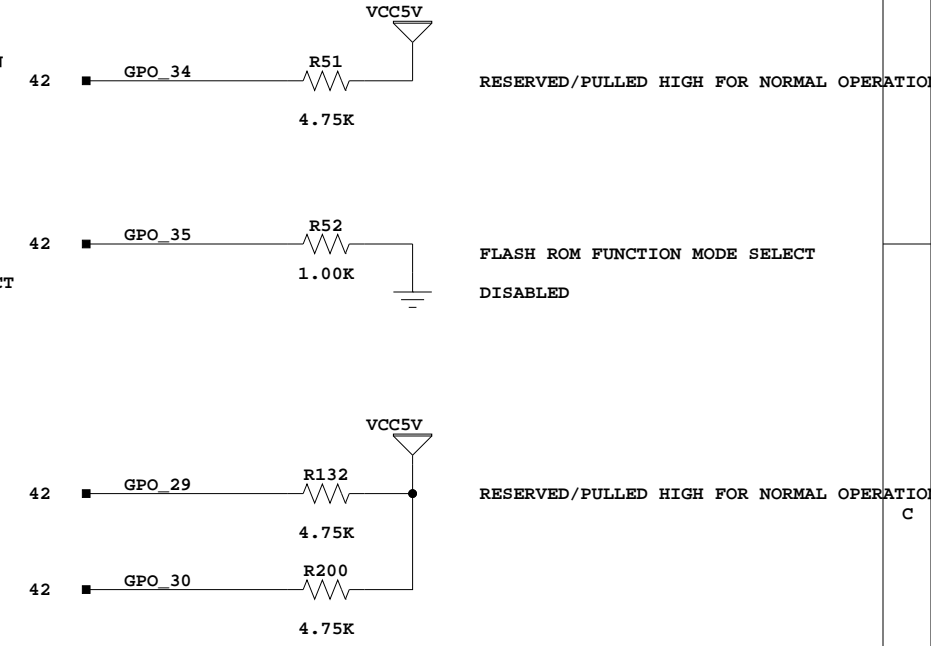 VCC5V
42 GPO_34 R51 RESERVED/PULLED HIGH FOR NORMAL
4.75K
42 GPO_35 R52
FLASH ROM FUNCTION MODE SELECT
1.00K
DISABLED
VCC5V
42 GPO_29 R132 RESERVED/PULLED HIGH FOR NORMAL
C
4.75K
42 GPO_30 R200
4.75K